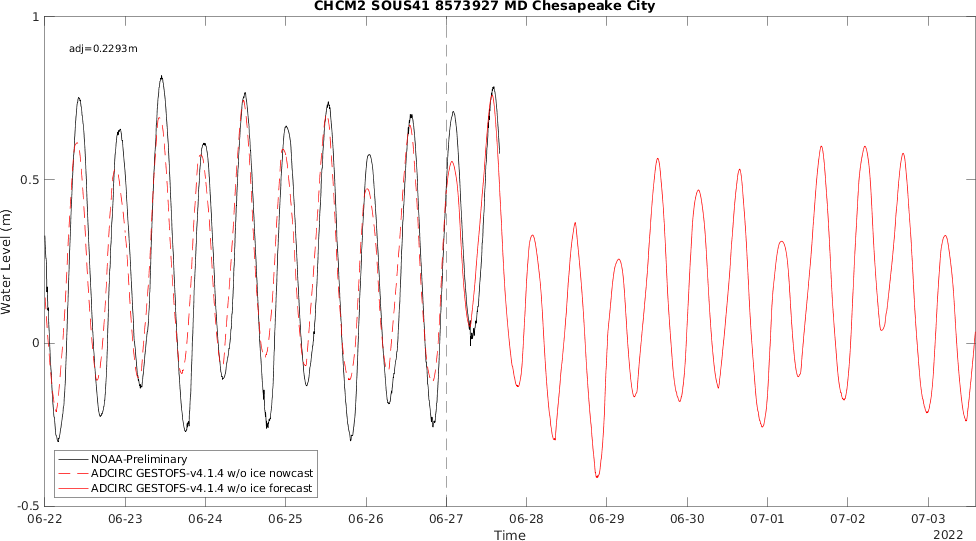 CHCM2 SOUS41 8573927 MD Chesapeake City
adj=0.2293m
1
0.5
0
-0.5
Water Level (m)
NOAA-Preliminary
ADCIRC GESTOFS-v4.1.4 w/o ice nowcast
ADCIRC GESTOFS-v4.1.4 w/o ice forecast
06-22 06-23 06-24 06-25 06-26 06-27 06-28 06-29 06-30 07-01 07-02 07-03
Time
2022